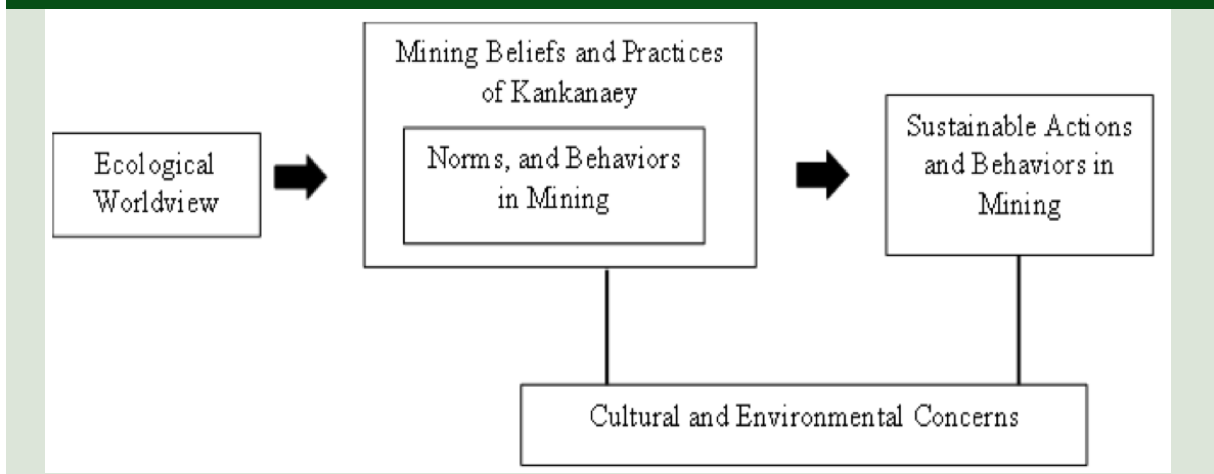 Mining Beliefs and Practices
of Kankanaey
Ecological
Worldview
Norms, and Behaviors
in Mining
Sustainable Actions
and Behaviors in
Mining
Cultural and Environmental Concerns